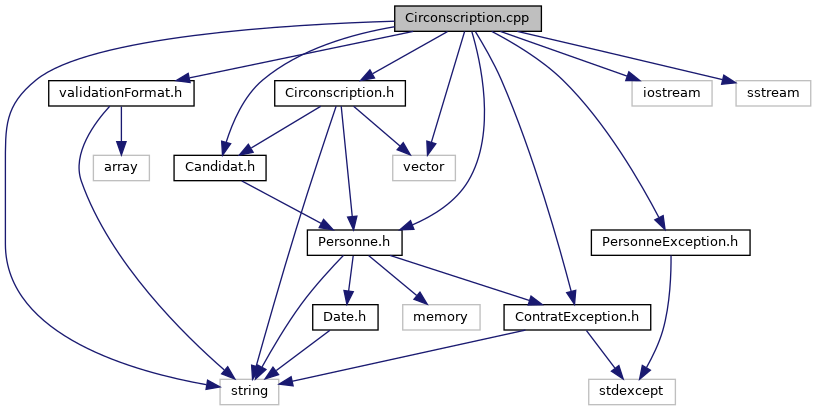 Circonscription.cpp
validationFormat.h
Circonscription.h
iostream
sstream
array
Candidat.h
vector
Personne.h
PersonneException.h
Date.h
memory
ContratException.h
string
stdexcept